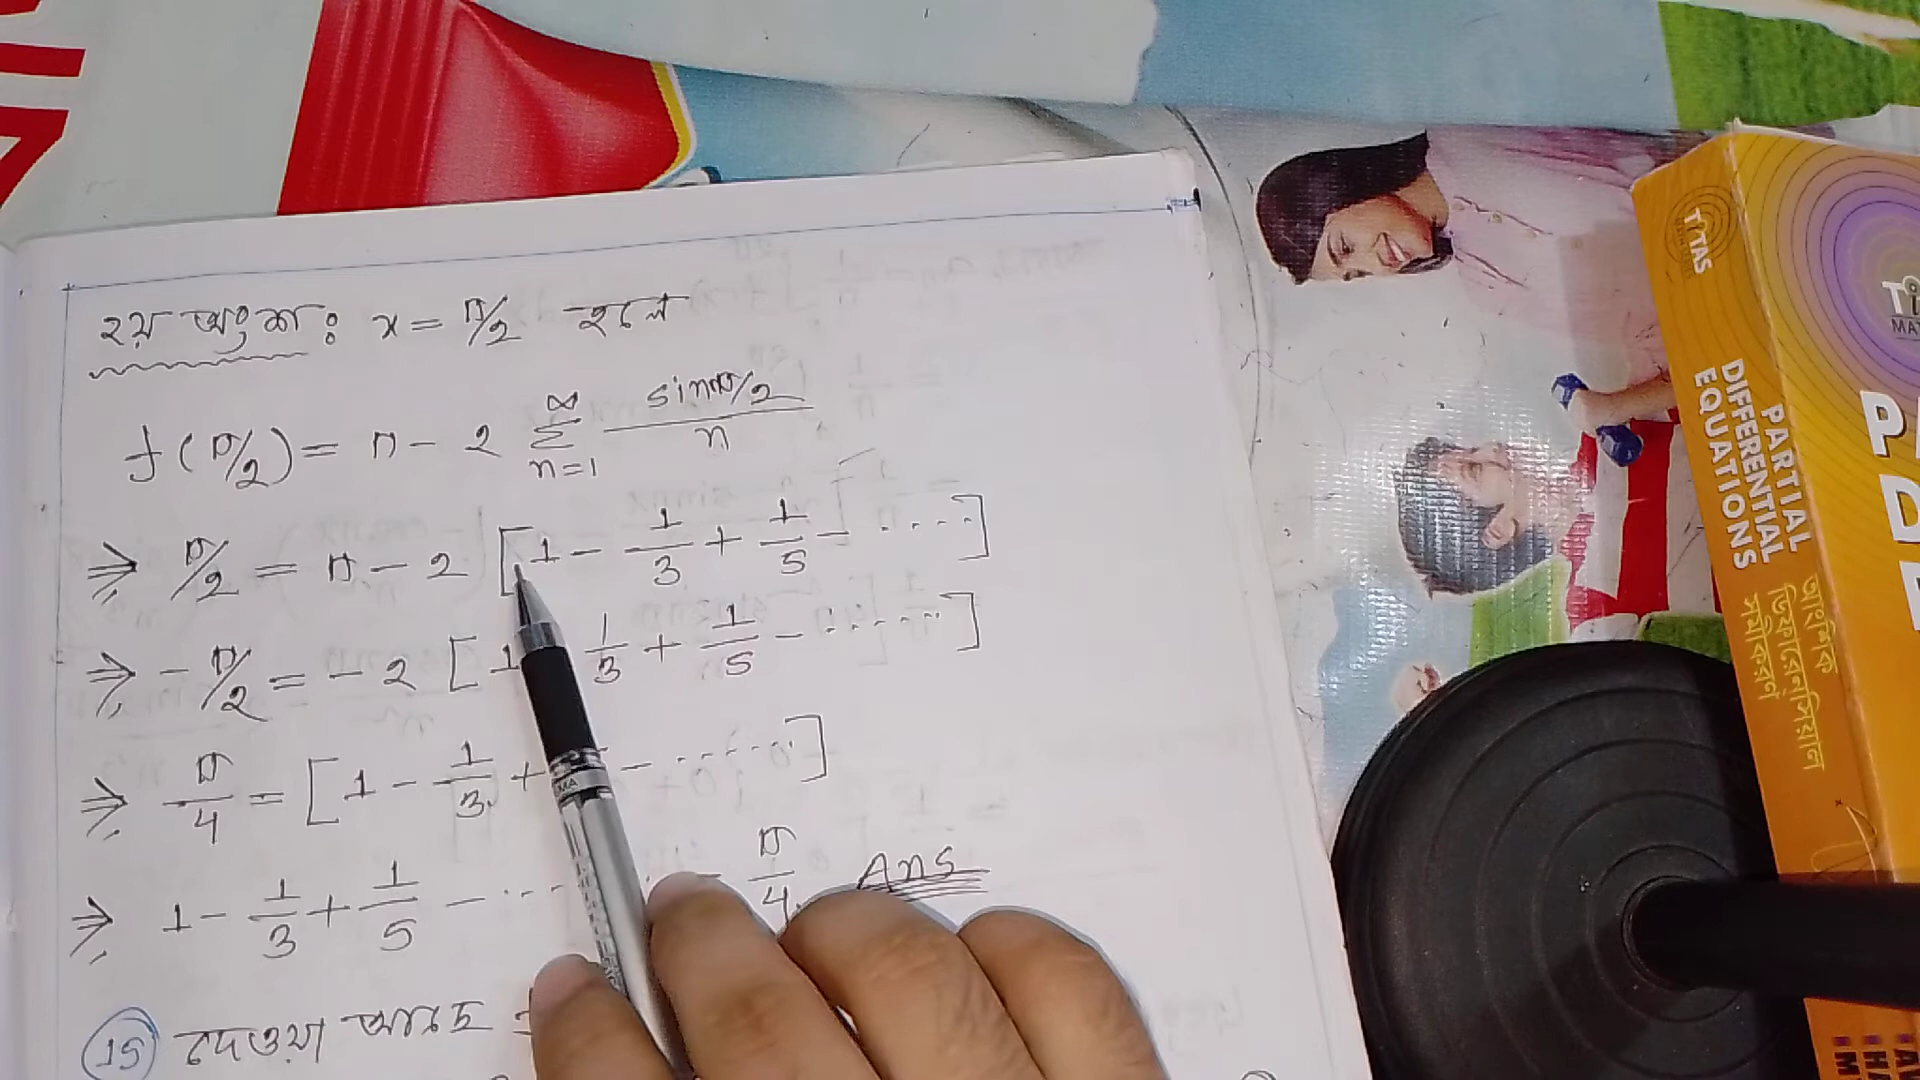 ২য় অংশঃ x = π/2 হলে
f(π/2) = π - 2 ∞ Σ n=1 sin nπ/2 / n
⇒ π/2 = π - 2 [1 - 1/3 + 1/5 - ....]
⇒ -π/2 = -2 [1 1/3 + 1/5 - ......]
⇒ π/4 = [1 - 1/3 + - ......]
⇒ 1 - 1/3 + 1/5 - .... π/4 Ans
15 দেওয়া আছে
TITAS
PARTIAL
DIFFERENTIAL
EQUATIONS
আংশিক
ডিফারেনসিয়াল
সমীকরণ